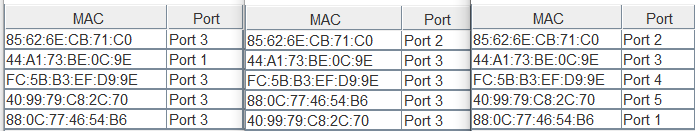 MAC Port MAC Port MAC Port
85:62:6E:CB:71:C0 Port 3 85:62:6E:CB:71:C0 Port 2 85:62:6E:CB:71:C0 Port 2
44:A1:73:BE:0C:9E Port 1 44:A1:73:BE:0C:9E Port 3 44:A1:73:BE:0C:9E Port 3
FC:5B:B3:EF:D9:9E Port 3 FC:5B:B3:EF:D9:9E Port 3 FC:5B:B3:EF:D9:9E Port 4
40:99:79:C8:2C:70 Port 3 88:0C:77:46:54:B6 Port 3 40:99:79:C8:2C:70 Port 5
88:0C:77:46:54:B6 Port 3 40:99:79:C8:2C:70 Port 3 88:0C:77:46:54:B6 Port 1